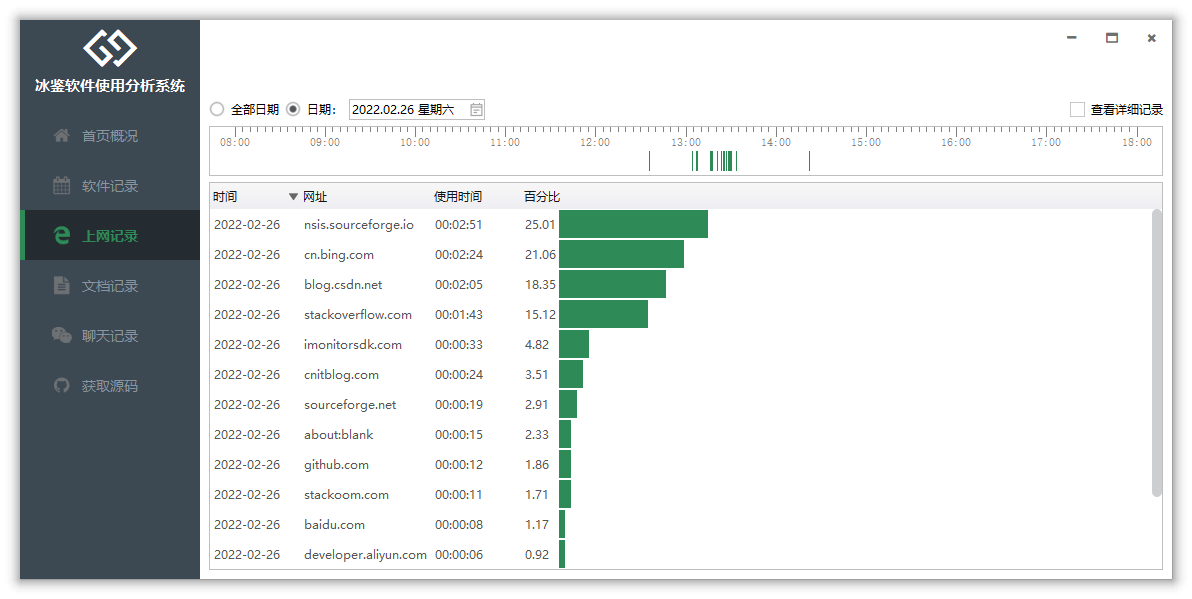 冰鉴软件使用分析系统
首页概况
软件记录
上网记录
文档记录
聊天记录
获取源码
全部日期 日期: 2022.02.26 星期六 查看详细记录
08:00 09:00 10:00 11:00 12:00 13:00 14:00 15:00 16:00 17:00 18:00
时间 网址 使用时间 百分比
2022-02-26 nsis.sourceforge.io 00:02:51 25.01
2022-02-26 cn.bing.com 00:02:24 21.06
2022-02-26 blog.csdn.net 00:02:05 18.35
2022-02-26 stackoverflow.com 00:01:43 15.12
2022-02-26 imonitorsdk.com 00:00:33 4.82
2022-02-26 cnitblog.com 00:00:24 3.51
2022-02-26 sourceforge.net 00:00:19 2.91
2022-02-26 about:blank 00:00:15 2.33
2022-02-26 github.com 00:00:12 1.86
2022-02-26 stackoom.com 00:00:11 1.71
2022-02-26 baidu.com 00:00:08 1.17
2022-02-26 developer.aliyun.com 00:00:06 0.92